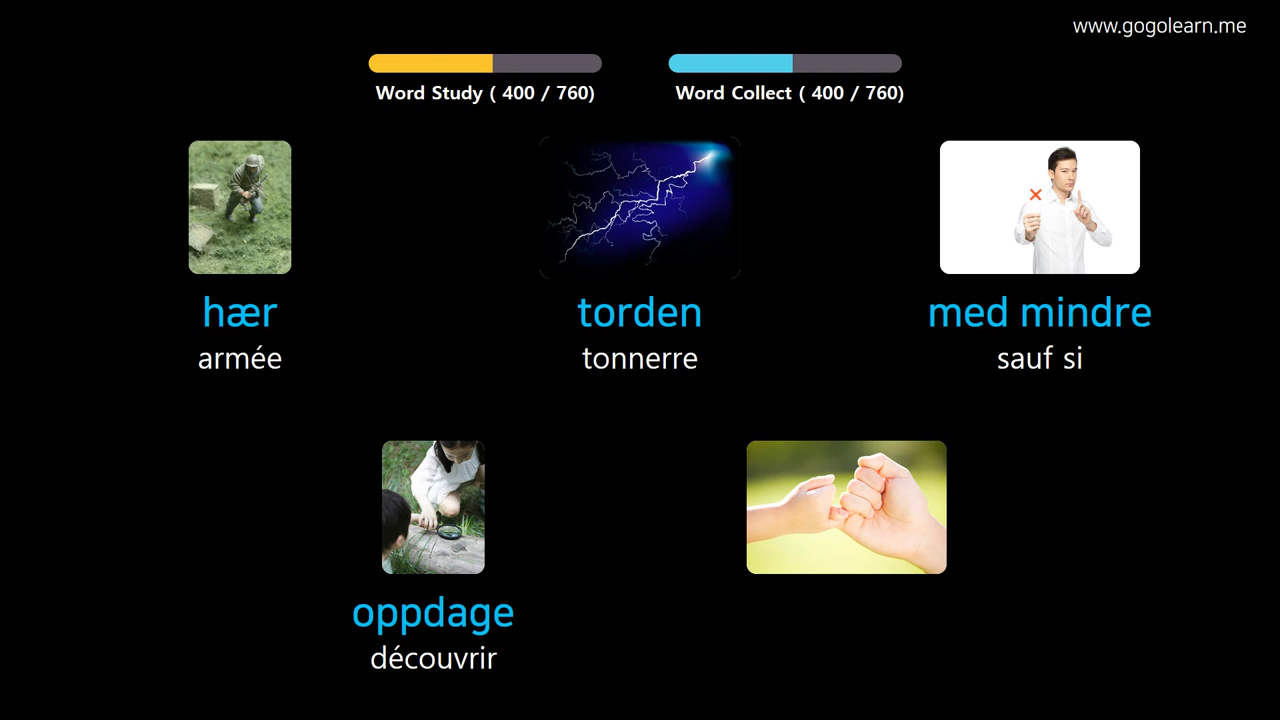 www.gogolearn.me
Word Study ( 400 / 760)
Word Collect ( 400 / 760)
hær
armée
torden
tonnerre
med mindre
sauf si
oppdage
découvrir